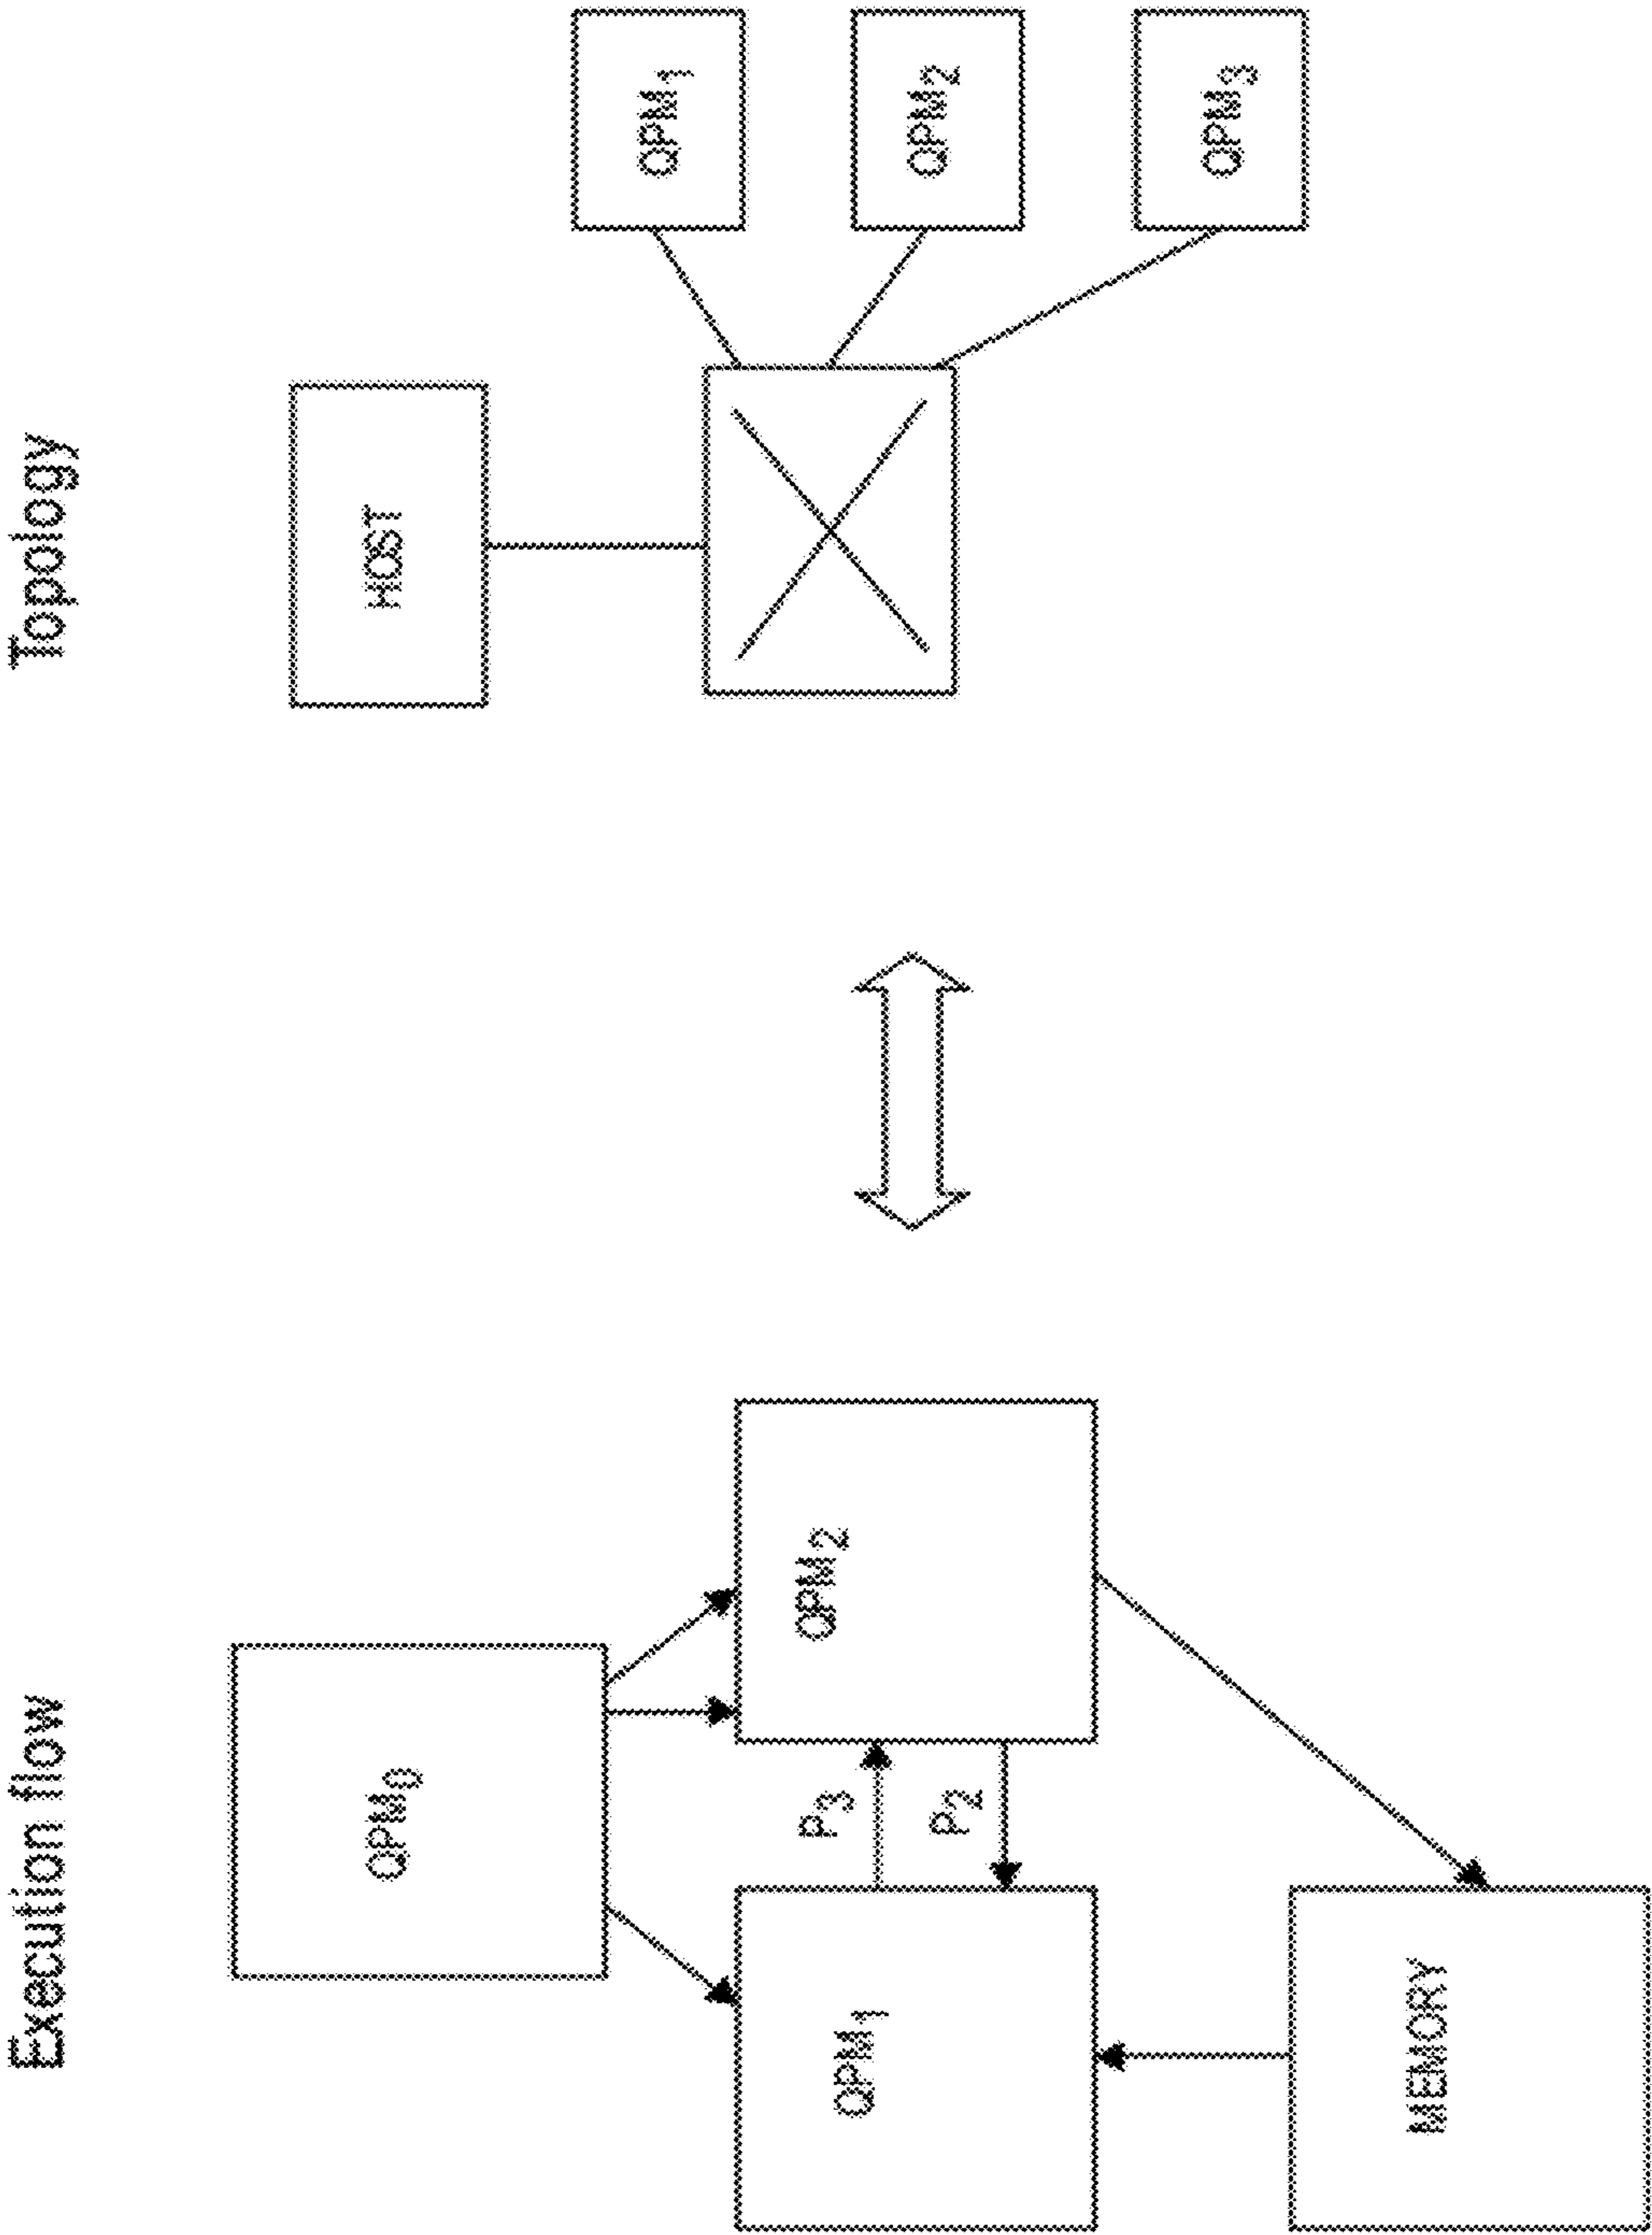 Execution flow
QPM₀
QPM₁
P₃
P₂
QPM₂
MEMORY
Topology
HOST
QPM₁
QPM₂
QPM₃